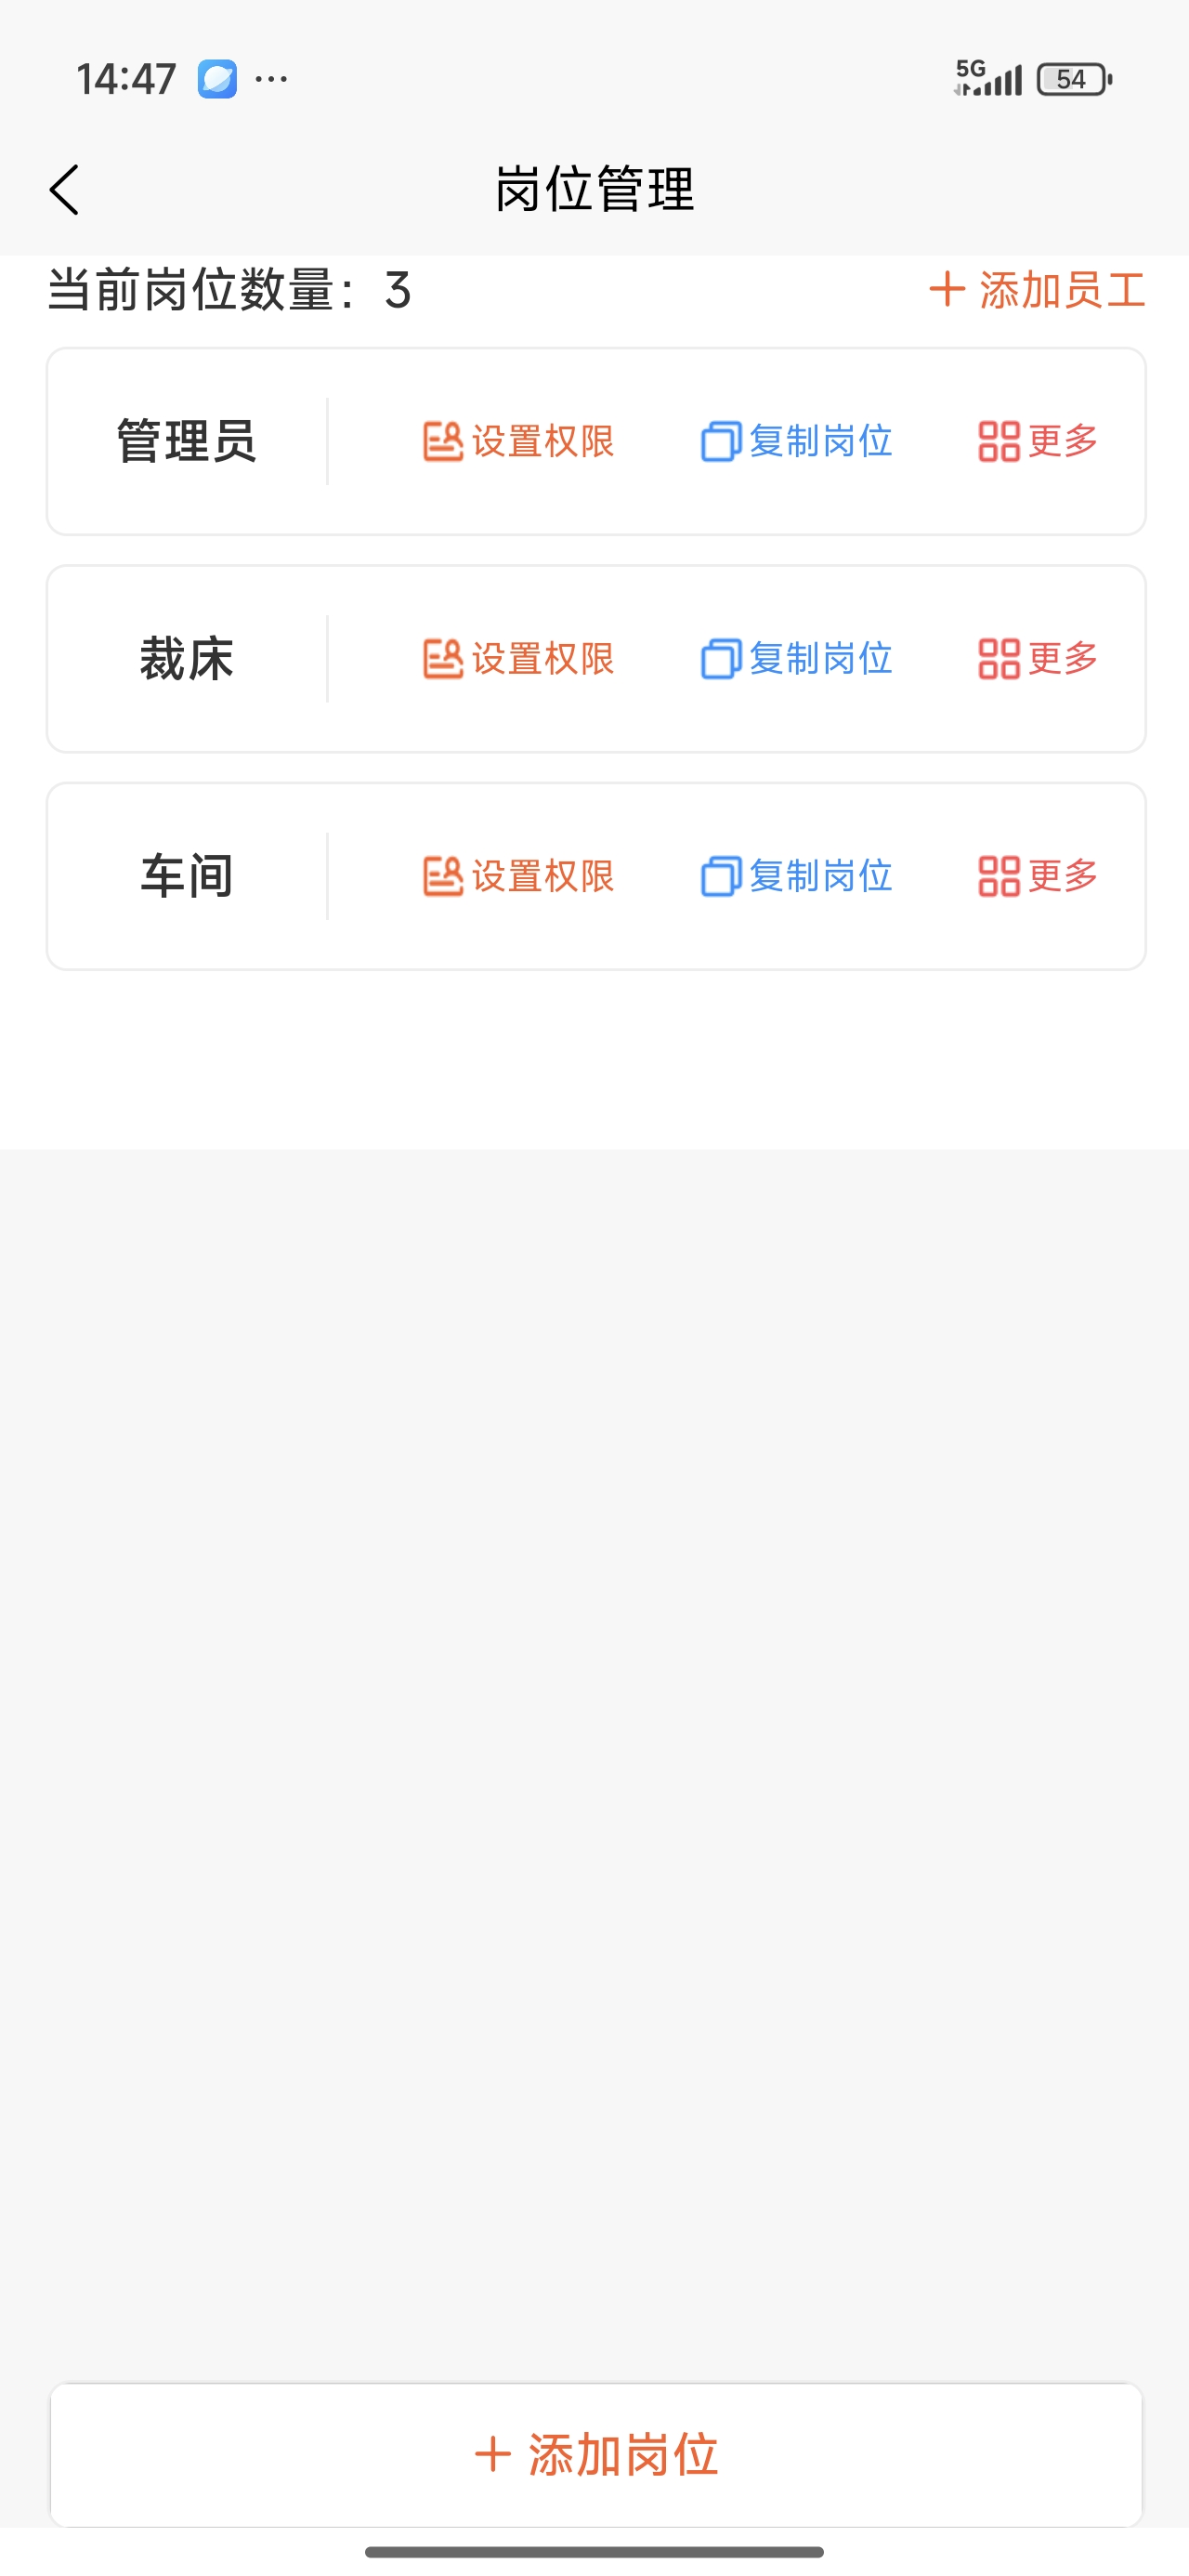 14:47 ... 5G 54
岗位管理
当前岗位数量：3 + 添加员工
管理员 设置权限 复制岗位 更多
裁床 设置权限 复制岗位 更多
车间 设置权限 复制岗位 更多
+ 添加岗位